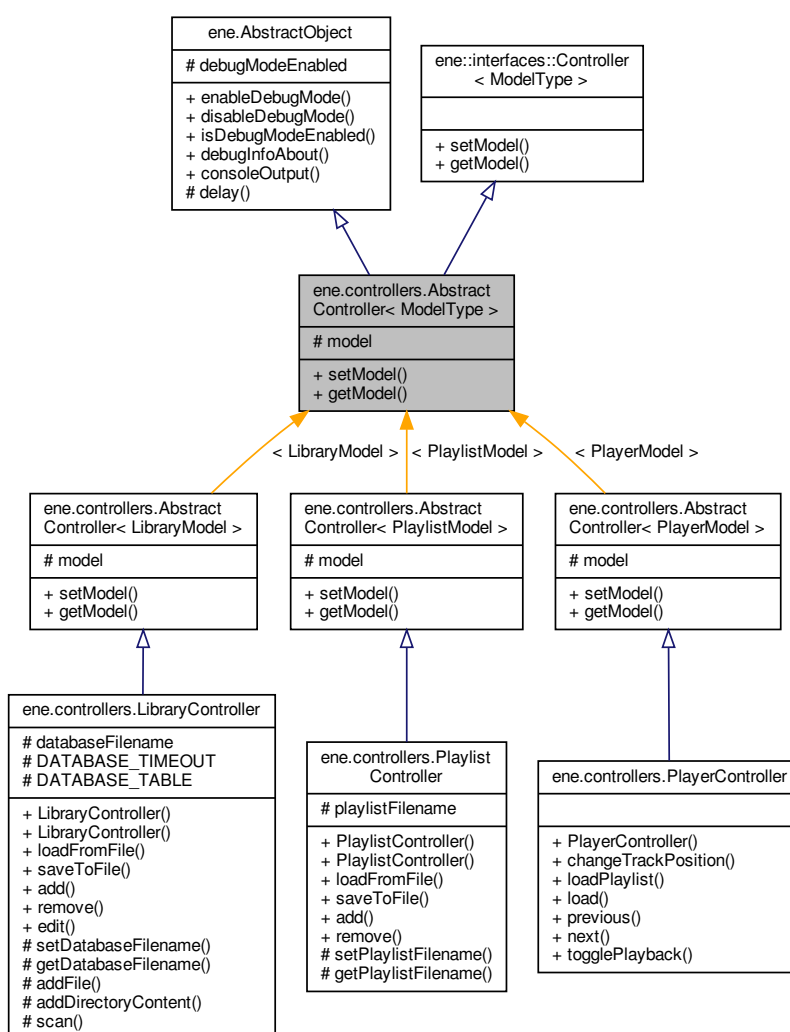 ene.AbstractObject
# debugModeEnabled
+ enableDebugMode()
+ disableDebugMode()
+ isDebugModeEnabled()
+ debugInfoAbout()
+ consoleOutput()
# delay()
ene::interfaces::Controller
< ModelType >
+ setModel()
+ getModel()
ene.controllers.Abstract
Controller< ModelType >
# model
+ setModel()
+ getModel()
< LibraryModel >
< PlaylistModel >
< PlayerModel >
ene.controllers.Abstract
Controller< LibraryModel >
# model
+ setModel()
+ getModel()
ene.controllers.Abstract
Controller< PlaylistModel >
# model
+ setModel()
+ getModel()
ene.controllers.Abstract
Controller< PlayerModel >
# model
+ setModel()
+ getModel()
ene.controllers.LibraryController
# databaseFilename
# DATABASE_TIMEOUT
# DATABASE_TABLE
+ LibraryController()
+ LibraryController()
+ loadFromFile()
+ saveToFile()
+ add()
+ remove()
+ edit()
# setDatabaseFilename()
# getDatabaseFilename()
# addFile()
# addDirectoryContent()
# scan()
ene.controllers.Playlist
Controller
# playlistFilename
+ PlaylistController()
+ PlaylistController()
+ loadFromFile()
+ saveToFile()
+ add()
+ remove()
# setPlaylistFilename()
# getPlaylistFilename()
ene.controllers.PlayerController
+ PlayerController()
+ changeTrackPosition()
+ loadPlaylist()
+ load()
+ previous()
+ next()
+ togglePlayback()